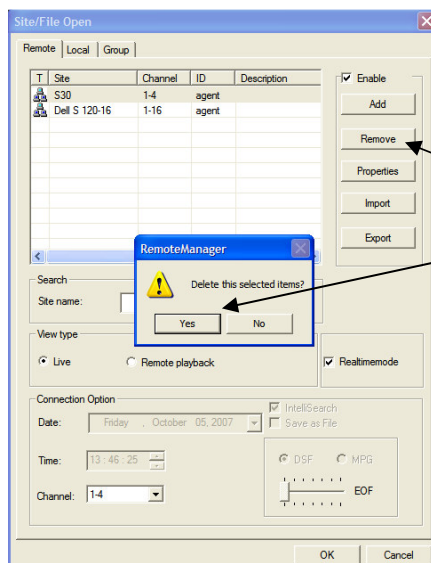 Site/File Open
Remote Local Group
T Site Channel ID Description
S30 1-4 agent
Dell S 120-16 1-16 agent
Enable
Add
Remove
Properties
Import
Export
RemoteManager
Delete this selected items?
Yes No
Search
Site name:
View type
Live Remote playback
Realtimemode
Connection Option
Date: Friday , October 05, 2007
IntelliSearch
Save as File
Time: 13 : 46 : 25
DSF MPG
Channel: 1-4
EOF
OK Cancel